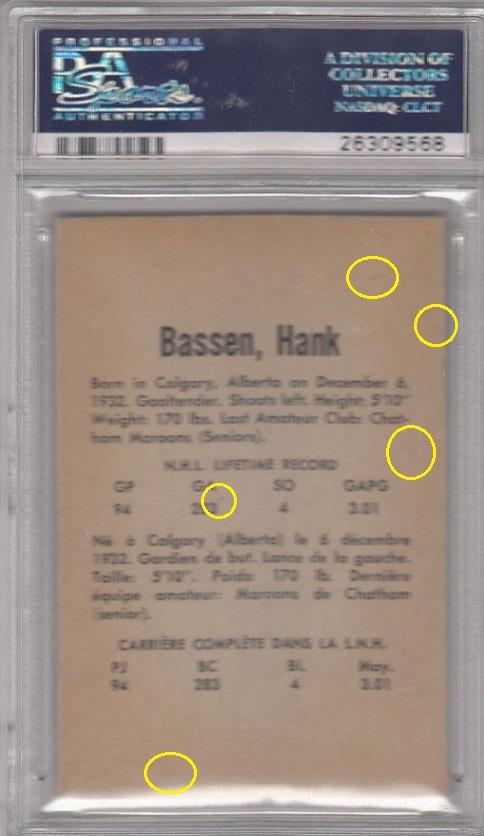 PROFESSIONAL
PSA
Sports
AUTHENTICATOR
A DIVISION OF
COLLECTORS
UNIVERSE
NASDAQ: CLCT
26309568
Bassen, Hank
Born in Calgary, Alberta on December 6,
1932. Goaltender. Shoots left. Height: 5'10"
Weight: 170 lbs. Last Amateur Club: Chat-
ham Maroons (Seniors).
N.H.L. LIFETIME RECORD
GP GA SO GAPG
94 283 4 3.01
Né à Calgary (Alberta) le 6 décembre
1932. Gardien de but. Lance de la gauche.
Taille: 5'10". Poids: 170 lb. Dernière
équipe amateur: Maroons de Chatham
(senior).
CARRIÈRE COMPLÈTE DANS LA L.N.H.
PJ BC Bl. Moy.
94 283 4 3.01